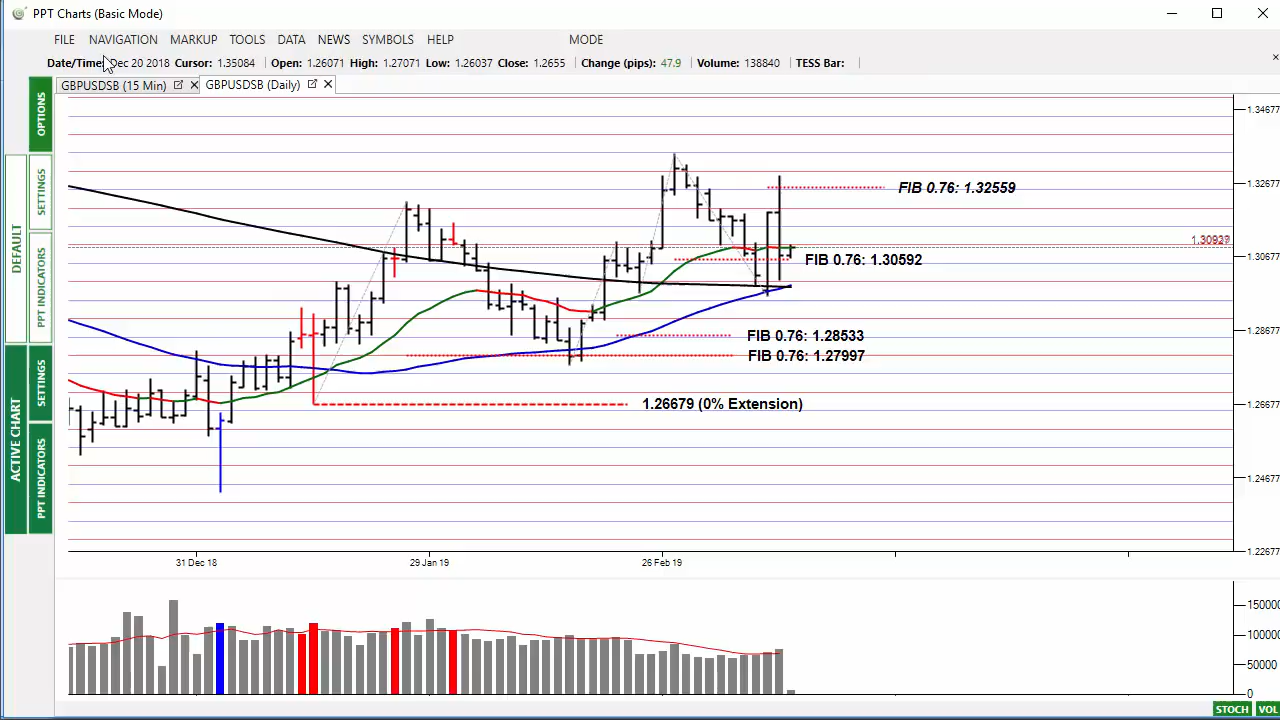 PPT Charts (Basic Mode)
FILE NAVIGATION MARKUP TOOLS DATA NEWS SYMBOLS HELP MODE
Date/Time: Dec 20 2018 Cursor: 1.35084 Open: 1.26071 High: 1.27071 Low: 1.26037 Close: 1.2655 Change (pips): 47.9 Volume: 138840 TESS Bar:
GBPUSDSB (15 Min) GBPUSDSB (Daily)
OPTIONS
SETTINGS
PPT INDICATORS
DEFAULT
SETTINGS
PPT INDICATORS
ACTIVE CHART
1.34677
1.32677
FIB 0.76: 1.32559
1.30677
FIB 0.76: 1.30592
1.28677
FIB 0.76: 1.28533
FIB 0.76: 1.27997
1.26677
1.26679 (0% Extension)
1.24677
1.22677
31 Dec 18 29 Jan 19 26 Feb 19
150000
100000
50000
0
STOCH VOL